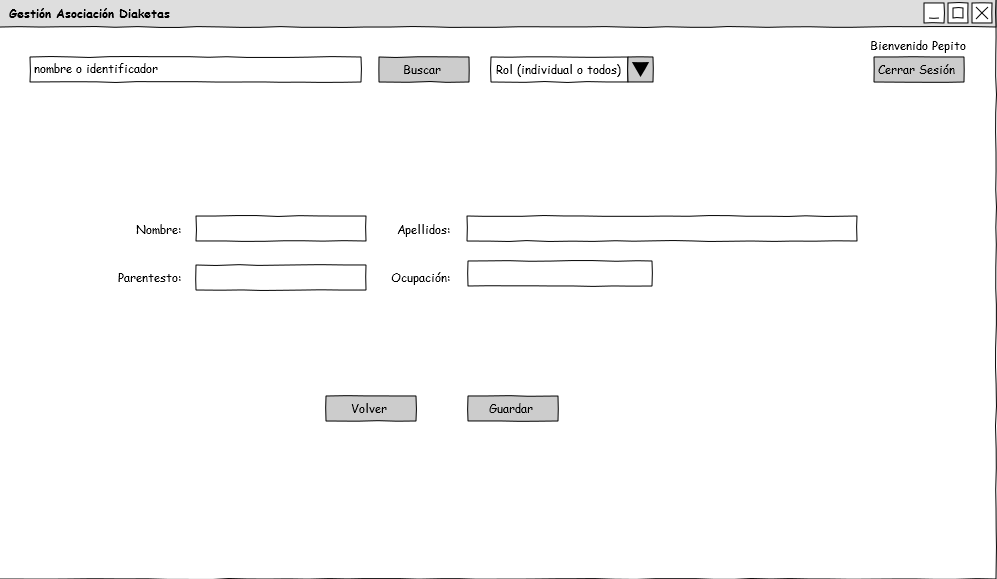 Gestión Asociación Diaketas
Bienvenido Pepito
nombre o identificador
Buscar
Rol (individual o todos)
Cerrar Sesión
Nombre:
Apellidos:
Parentesto:
Ocupación:
Volver
Guardar